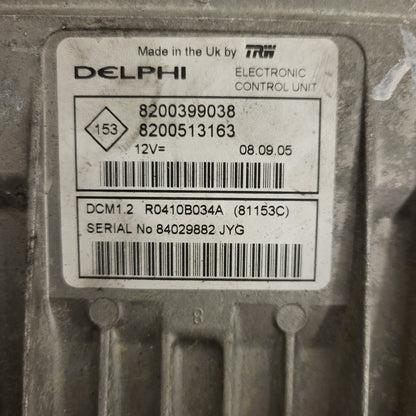 Made in the Uk by TRW
DELPHI ELECTRONIC
CONTROL UNIT
8200399038
153 8200513163
12V= 08.09.05
DCM1.2 R0410B034A (81153C)
SERIAL No 84029882 JYG
8